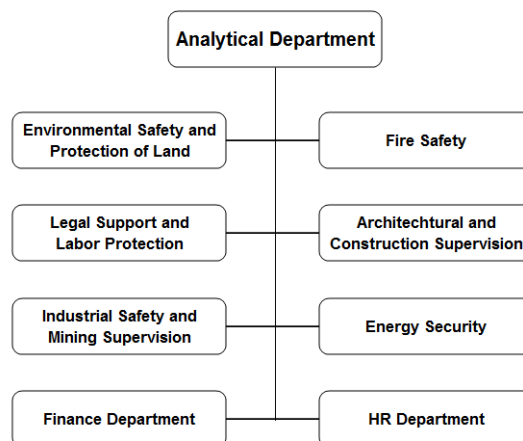 Analytical Department
Environmental Safety and
Protection of Land
Fire Safety
Legal Support and
Labor Protection
Architechtural and
Construction Supervision
Industrial Safety and
Mining Supervision
Energy Security
Finance Department
HR Department